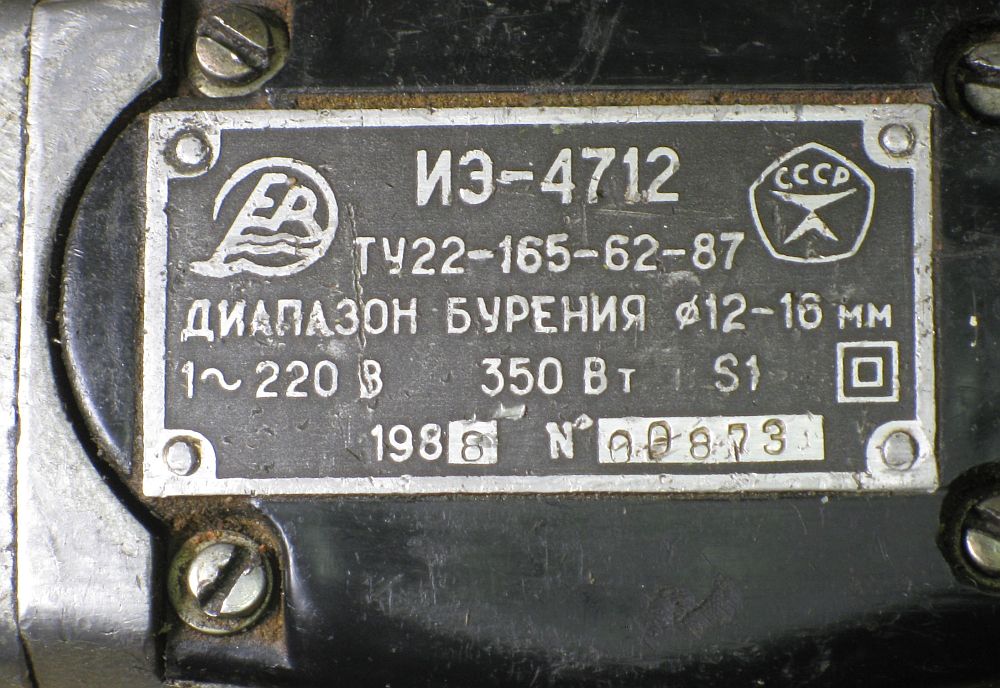 ИЭ-4712
СССР
ТУ22-165-62-87
ДИАПАЗОН БУРЕНИЯ ⌀12-16 мм
1~220 В 350 Вт S1
1988 № 00873